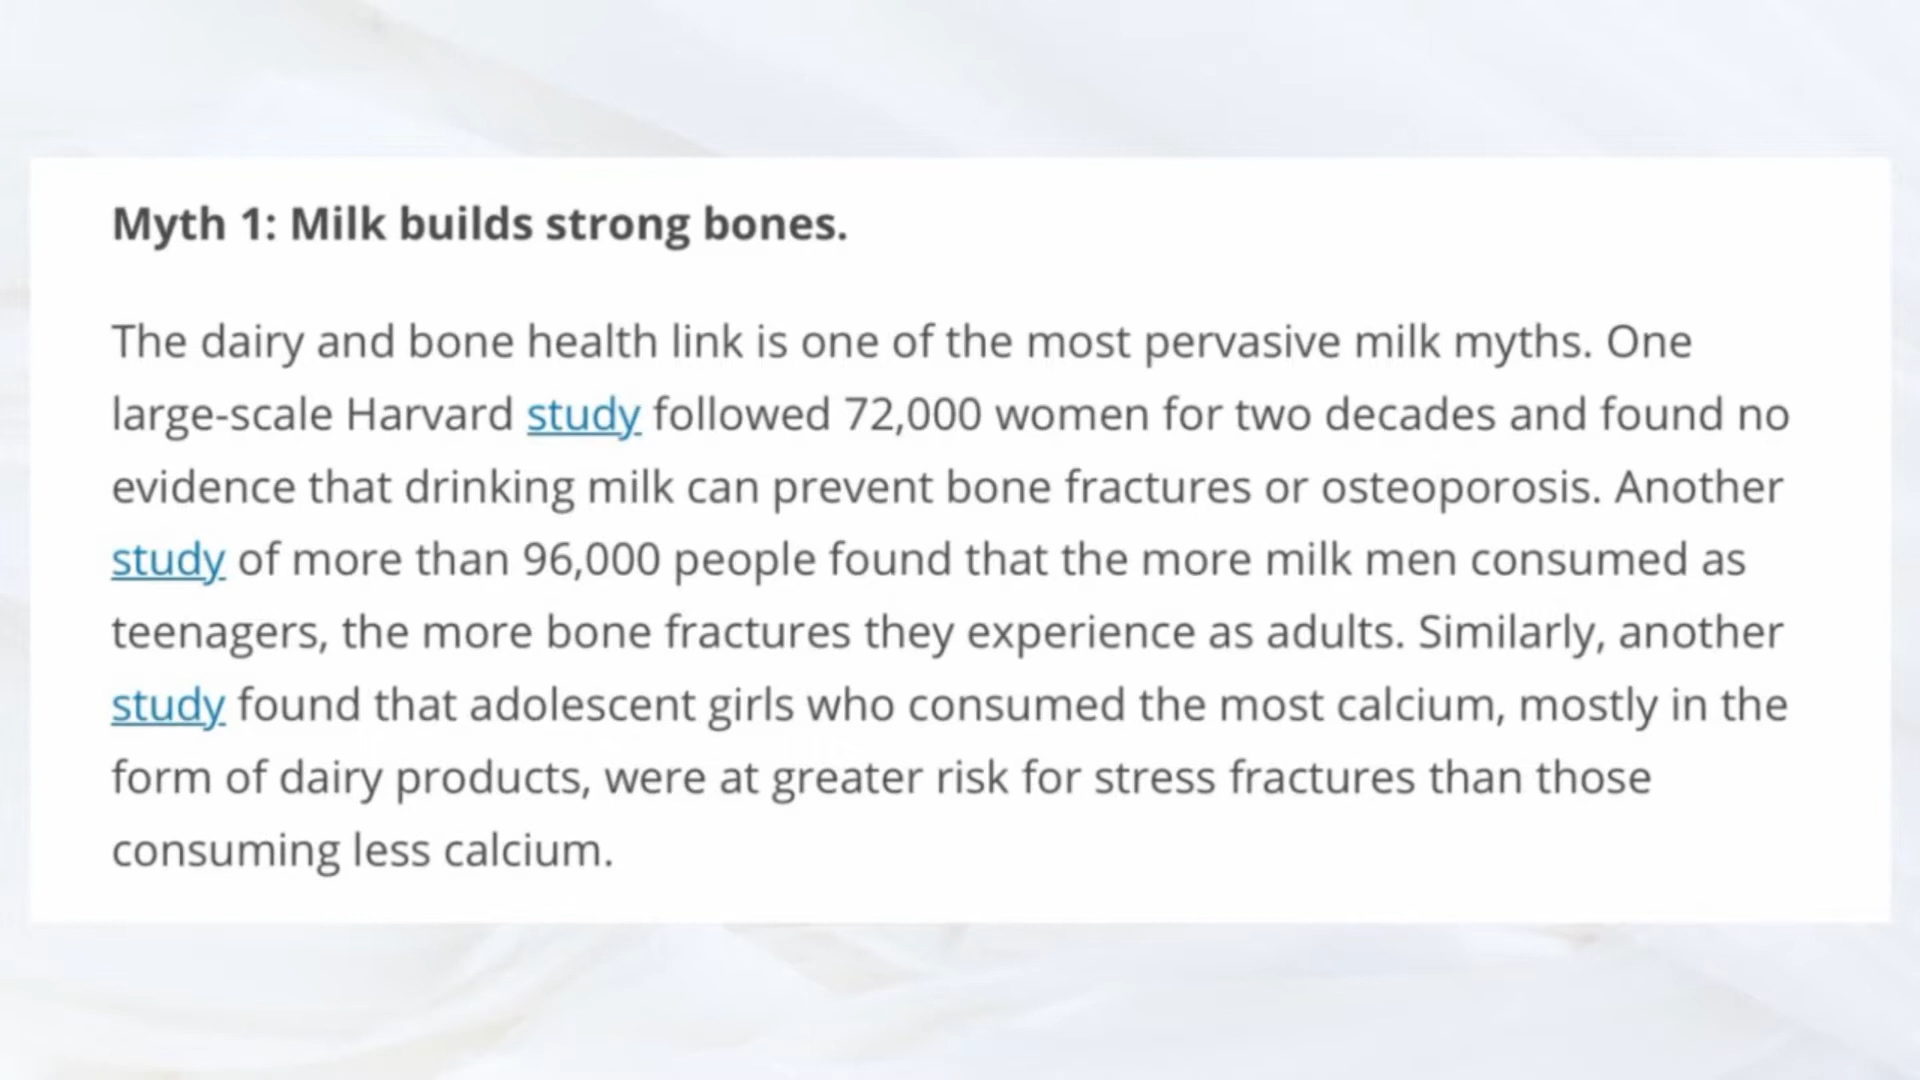 Myth 1: Milk builds strong bones.
The dairy and bone health link is one of the most pervasive milk myths. One
large-scale Harvard study followed 72,000 women for two decades and found no
evidence that drinking milk can prevent bone fractures or osteoporosis. Another
study of more than 96,000 people found that the more milk men consumed as
teenagers, the more bone fractures they experience as adults. Similarly, another
study found that adolescent girls who consumed the most calcium, mostly in the
form of dairy products, were at greater risk for stress fractures than those
consuming less calcium.